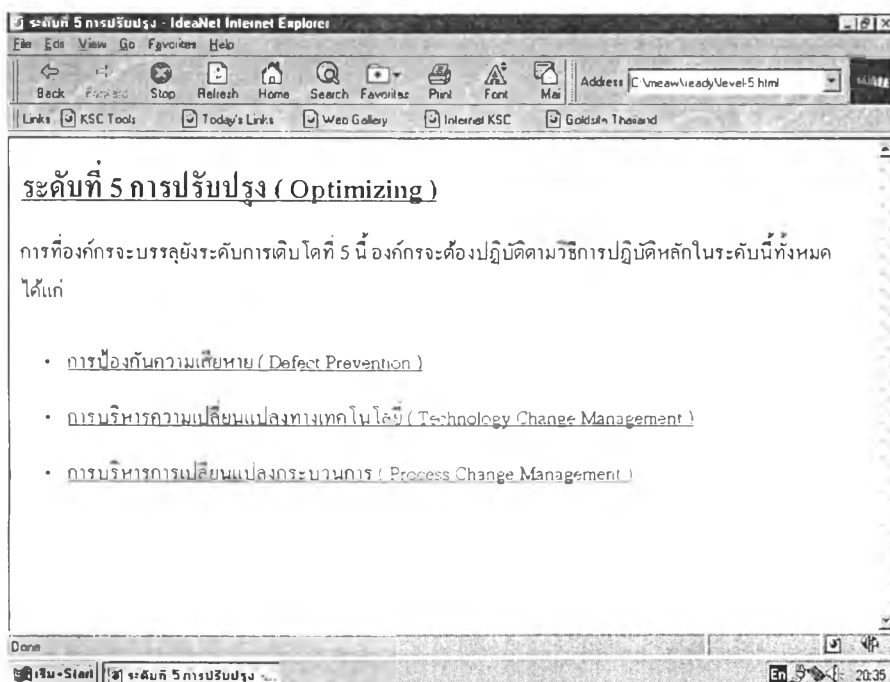 ระดับที่ 5 การปรับปรุง - IdeaNet Internet Explorer
File Edit View Go Favorites Help
Back Forward Stop Refresh Home Search Favorites Print Font Mail Address C:\meaw\ready\level-5.html
Links KSC Tools Today's Links Web Gallery Internet KSC Goldsite Thailand
ระดับที่ 5 การปรับปรุง ( Optimizing )
การที่องค์กรจะบรรลุยังระดับการเติบโตที่ 5 นี้ องค์กรจะต้องปฏิบัติตามวิธีการปฏิบัติหลักในระดับนี้ทั้งหมด
ได้แก่
• การป้องกันความเสียหาย ( Defect Prevention )
• การบริหารความเปลี่ยนแปลงทางเทคโนโลยี ( Technology Change Management )
• การบริหารการเปลี่ยนแปลงกระบวนการ ( Process Change Management )
Done
เริ่ม-Start ระดับที่ 5 การปรับปรุง - ... En 20:35